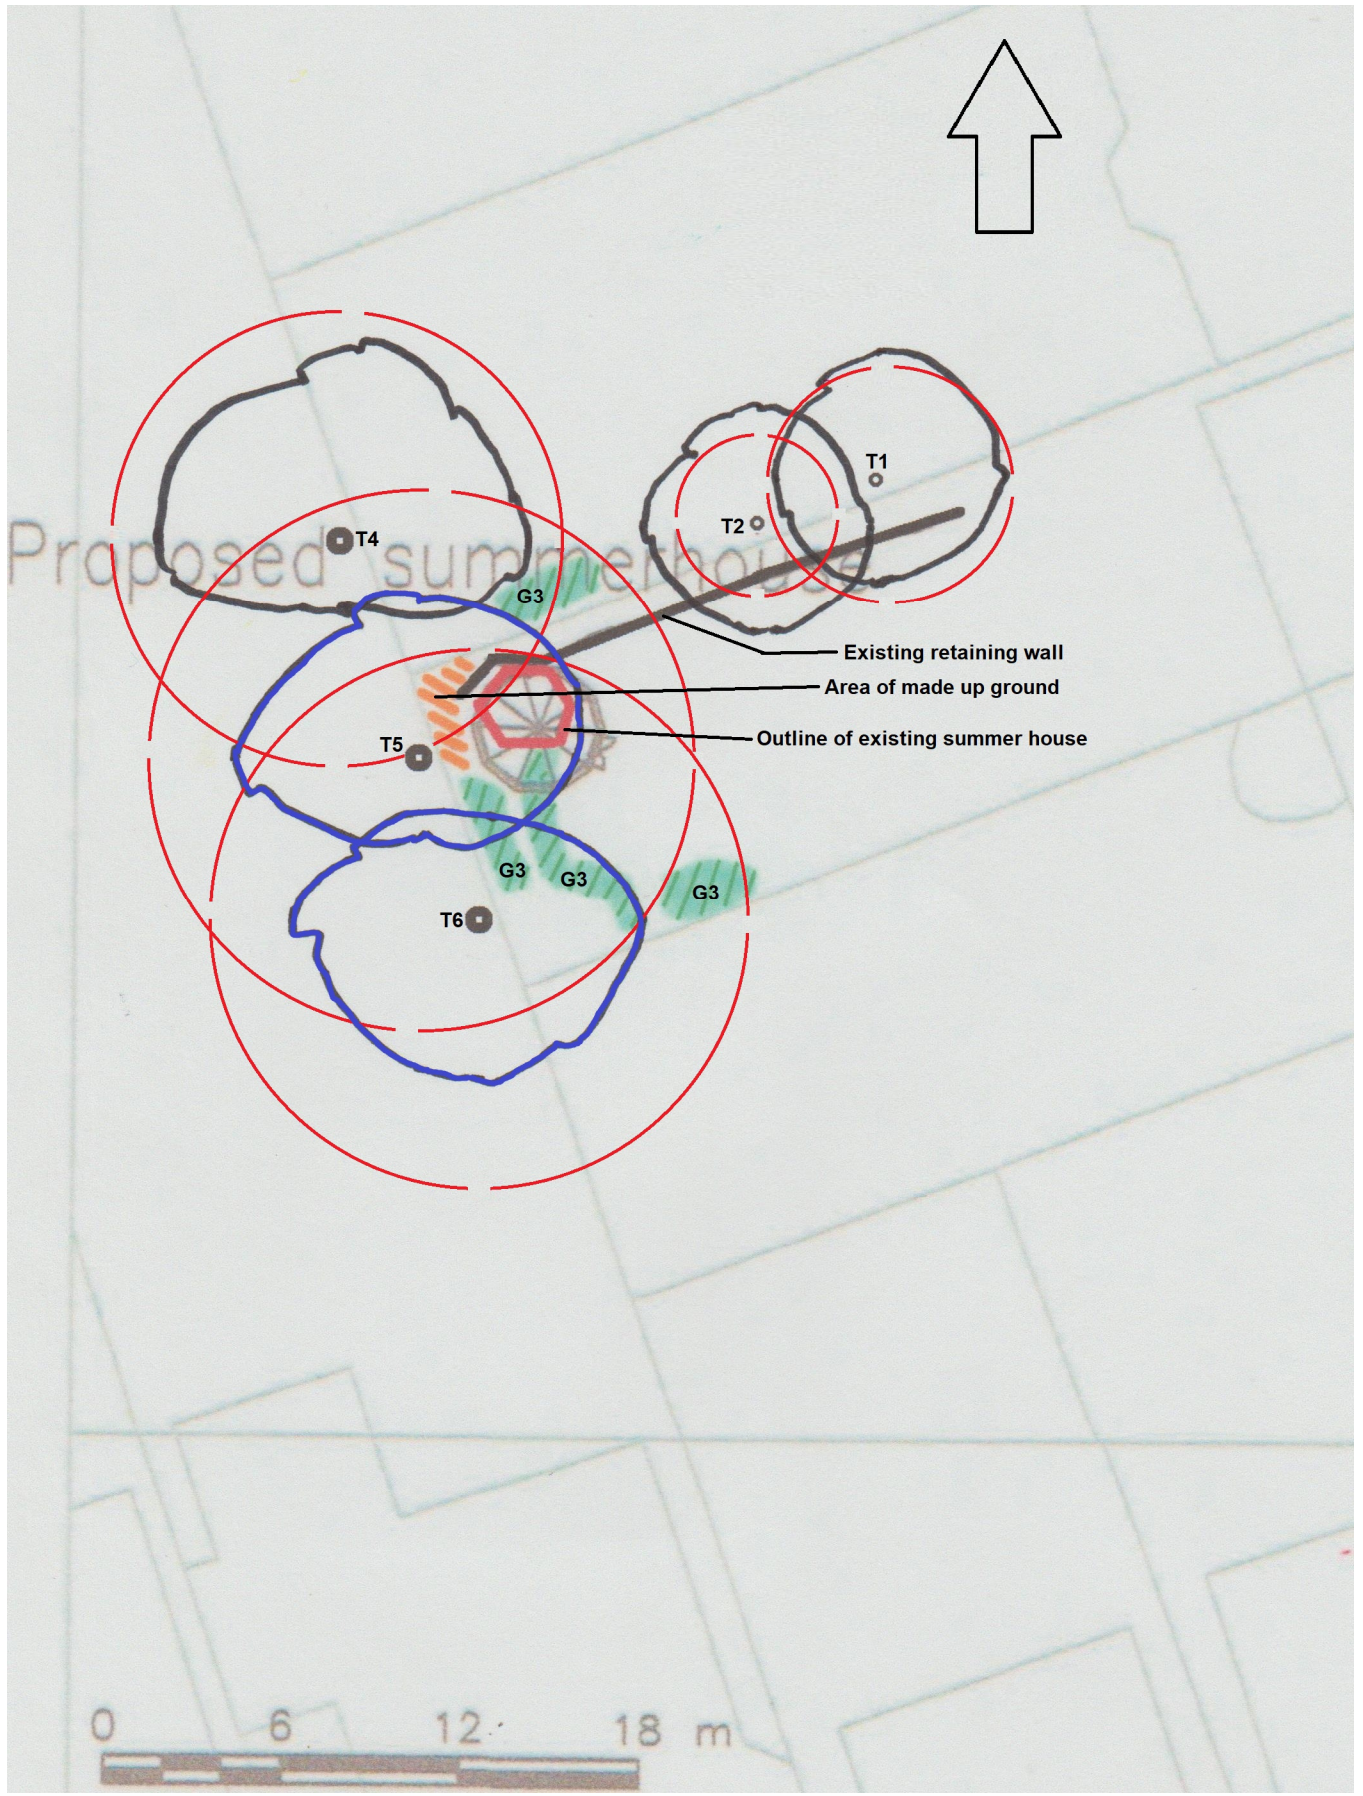 T1
T2
T4
Proposed summerhouse
G3
Existing retaining wall
Area of made up ground
T5
Outline of existing summer house
G3
G3
G3
T6
0 6 12 18 m